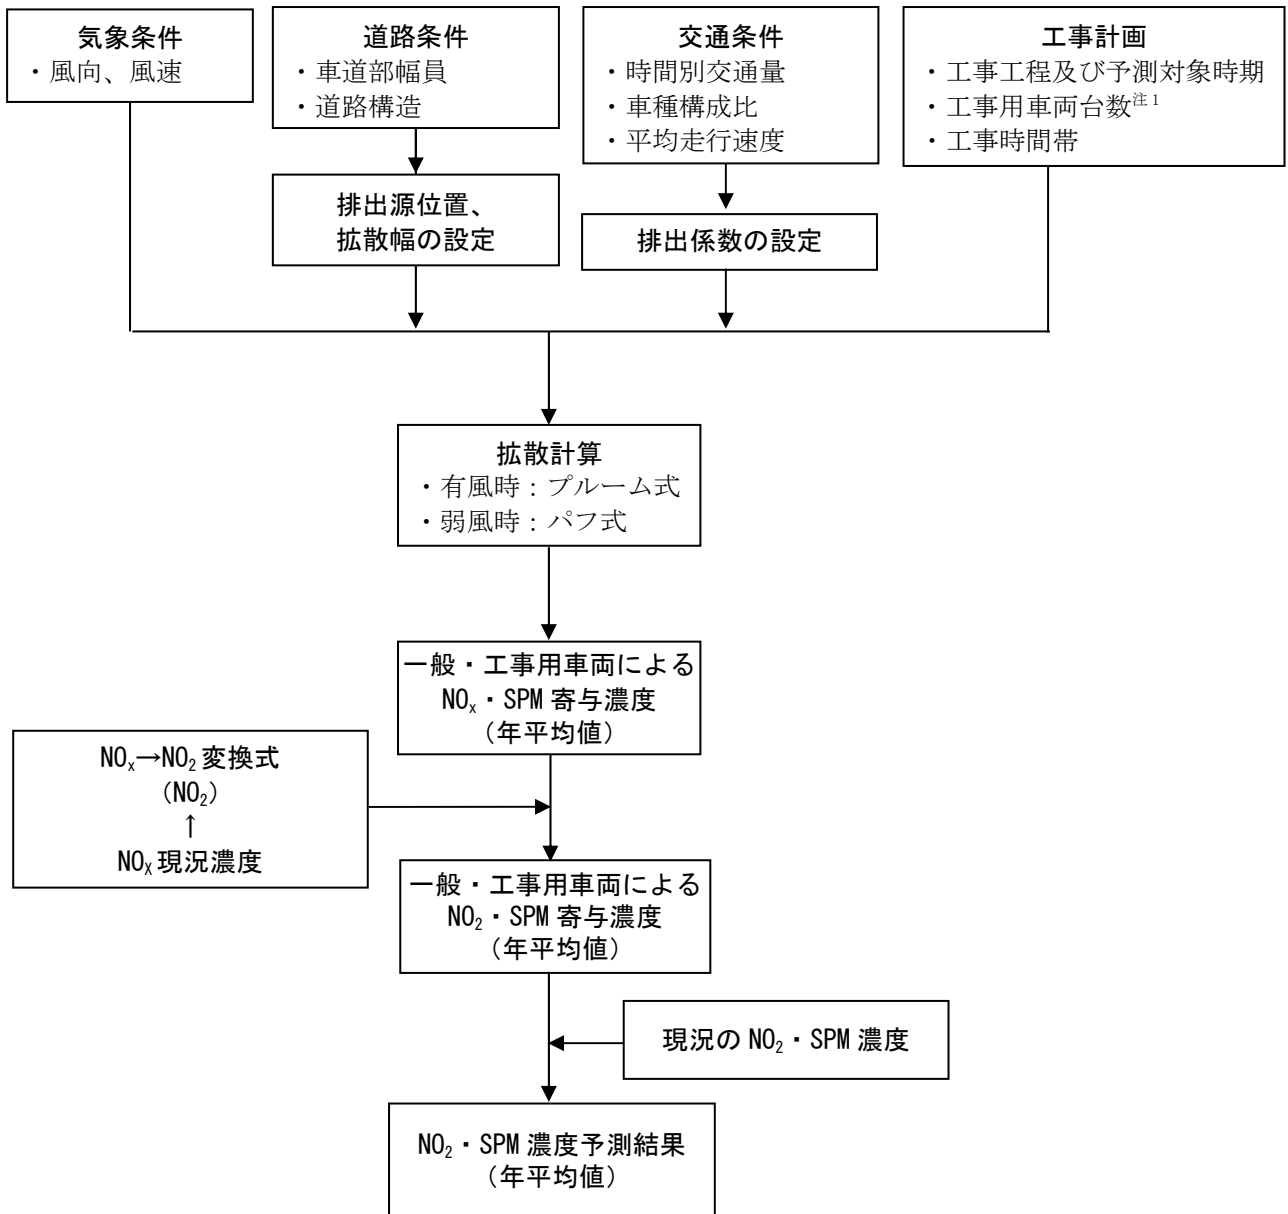 気象条件
・風向、風速
道路条件
・車道部幅員
・道路構造
交通条件
・時間別交通量
・車種構成比
・平均走行速度
工事計画
・工事工程及び予測対象時期
・工事用車両台数注1
・工事時間帯
排出源位置、
拡散幅の設定
排出係数の設定
拡散計算
・有風時：プルーム式
・弱風時：パフ式
一般・工事用車両による
NOx・SPM 寄与濃度
（年平均値）
NOx→NO2 変換式
（NO2）
↑
NOX 現況濃度
一般・工事用車両による
NO2・SPM 寄与濃度
（年平均値）
現況の NO2・SPM 濃度
NO2・SPM 濃度予測結果
（年平均値）